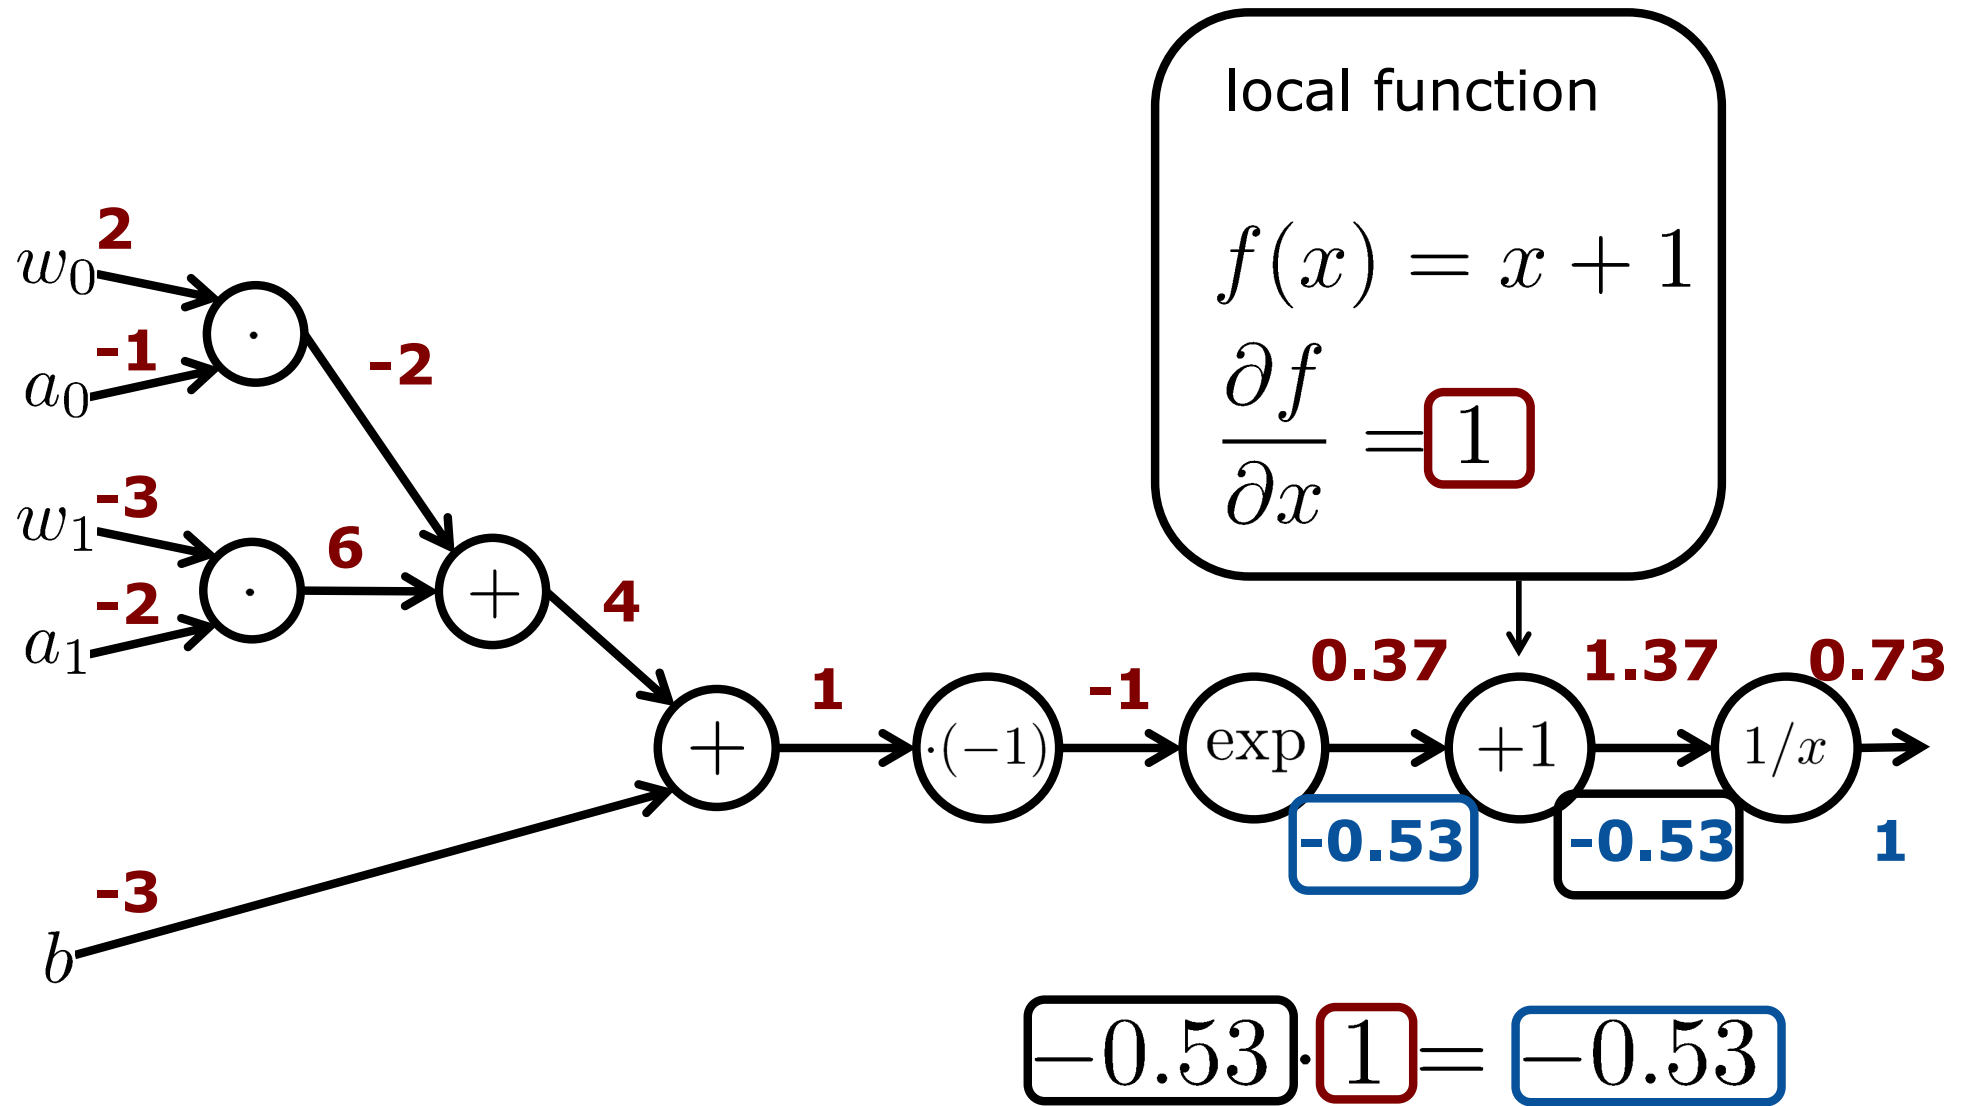 local function
f(x) = x + 1
∂f/∂x = 1
w₀ 2
a₀ -1
·
-2
w₁ -3
a₁ -2
·
6
+
4
b -3
+
1
·(−1)
-1
exp
0.37
-0.53
+1
1.37
-0.53
1/x
0.73
1
−0.53 · 1 = −0.53